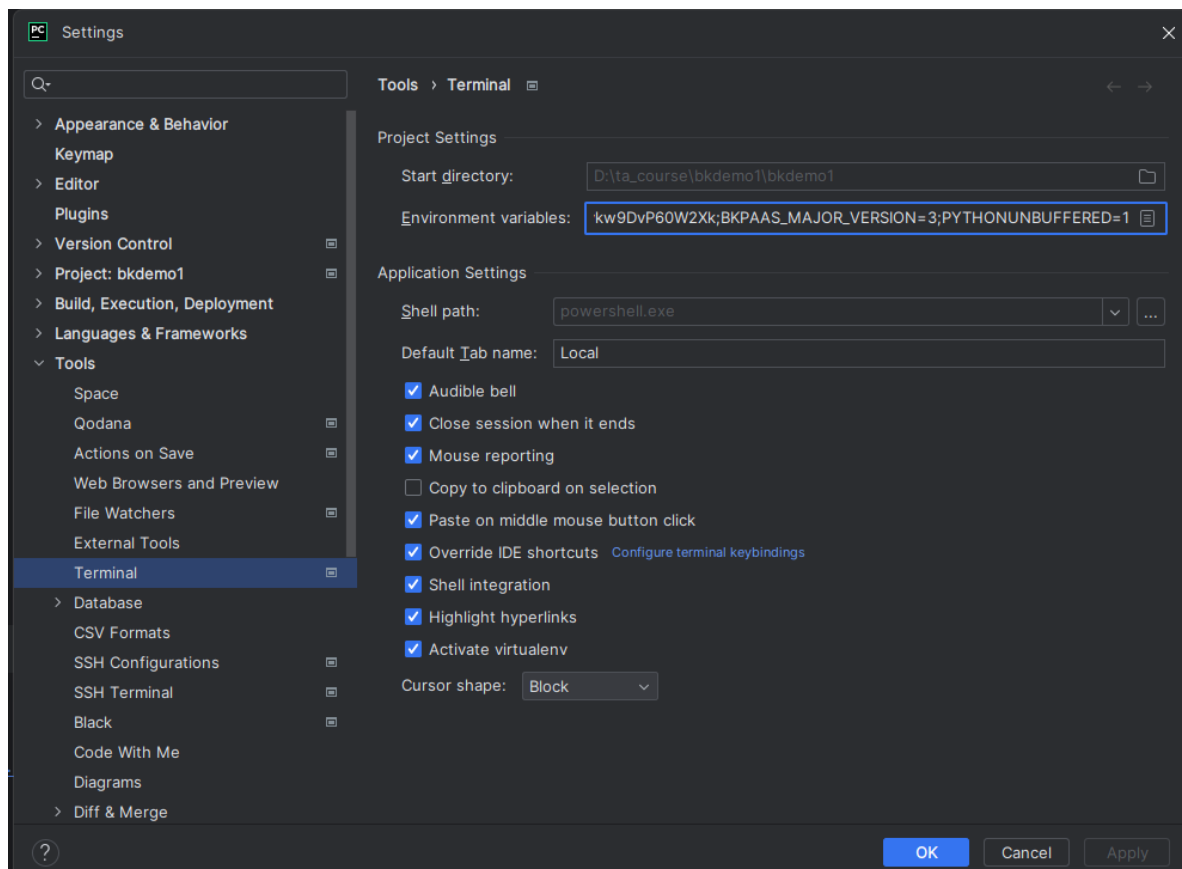 PC Settings
Tools › Terminal
Appearance & Behavior
Keymap
Editor
Plugins
Version Control
Project: bkdemo1
Build, Execution, Deployment
Languages & Frameworks
Tools
Space
Qodana
Actions on Save
Web Browsers and Preview
File Watchers
External Tools
Terminal
Database
CSV Formats
SSH Configurations
SSH Terminal
Black
Code With Me
Diagrams
Diff & Merge
Project Settings
Start directory: D:\ta_course\bkdemo1\bkdemo1
Environment variables: kw9DvP60W2Xk;BKPAAS_MAJOR_VERSION=3;PYTHONUNBUFFERED=1
Application Settings
Shell path: powershell.exe ...
Default Tab name: Local
Audible bell
Close session when it ends
Mouse reporting
Copy to clipboard on selection
Paste on middle mouse button click
Override IDE shortcuts Configure terminal keybindings
Shell integration
Highlight hyperlinks
Activate virtualenv
Cursor shape: Block
? OK Cancel Apply